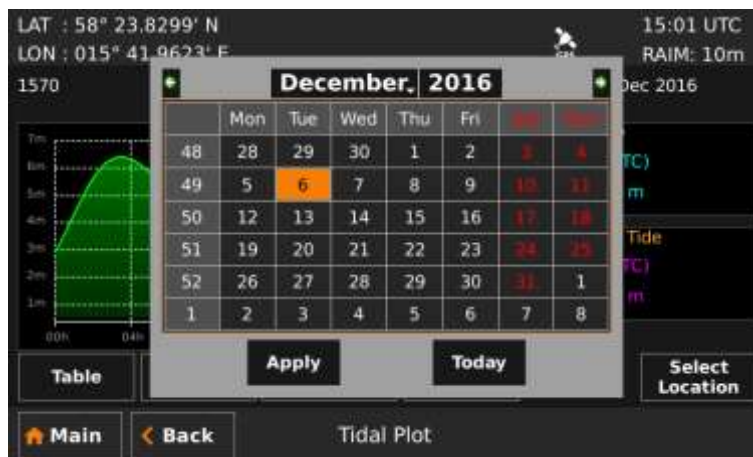 LAT : 58° 23.8299' N
15:01 UTC
LON : 015° 41.9623' E
RAIM: 10m
1570
Dec 2016
December, 2016
Mon Tue Wed Thu Fri Sat Sun
48 28 29 30 1 2 3 4
49 5 6 7 8 9 10 11
50 12 13 14 15 16 17 18
51 19 20 21 22 23 24 25
52 26 27 28 29 30 31 1
1 2 3 4 5 6 7 8
Apply
Today
7m
6m
5m
4m
3m
2m
1m
00h 04h
TC)
m
Tide
TC)
m
Table
Select
Location
Main
Back
Tidal Plot